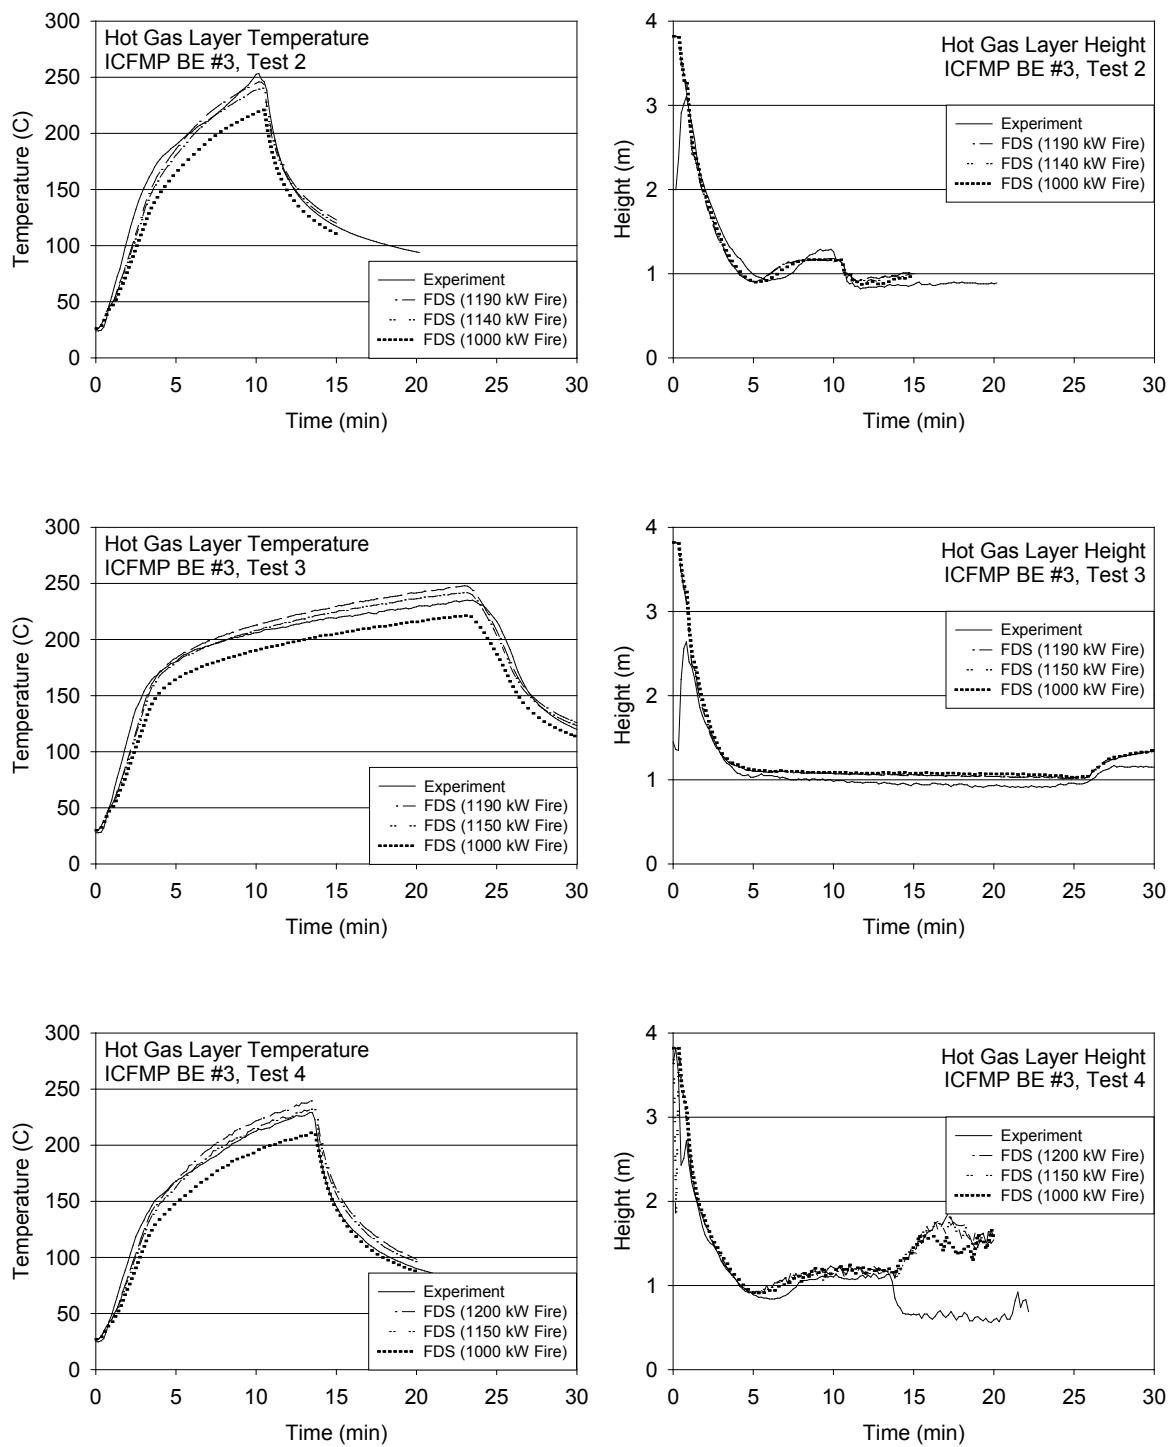 Hot Gas Layer Temperature
ICFMP BE #3, Test 2
Temperature (C)
300
250
200
150
100
50
0
Experiment
FDS (1190 kW Fire)
FDS (1140 kW Fire)
FDS (1000 kW Fire)
0 5 10 15 20 25 30
Time (min)
Hot Gas Layer Height
ICFMP BE #3, Test 2
Height (m)
4
3
2
1
0
Experiment
FDS (1190 kW Fire)
FDS (1140 kW Fire)
FDS (1000 kW Fire)
0 5 10 15 20 25 30
Time (min)
Hot Gas Layer Temperature
ICFMP BE #3, Test 3
Temperature (C)
300
250
200
150
100
50
0
Experiment
FDS (1190 kW Fire)
FDS (1150 kW Fire)
FDS (1000 kW Fire)
0 5 10 15 20 25 30
Time (min)
Hot Gas Layer Height
ICFMP BE #3, Test 3
Height (m)
4
3
2
1
0
Experiment
FDS (1190 kW Fire)
FDS (1150 kW Fire)
FDS (1000 kW Fire)
0 5 10 15 20 25 30
Time (min)
Hot Gas Layer Temperature
ICFMP BE #3, Test 4
Temperature (C)
300
250
200
150
100
50
0
Experiment
FDS (1200 kW Fire)
FDS (1150 kW Fire)
FDS (1000 kW Fire)
0 5 10 15 20 25 30
Time (min)
Hot Gas Layer Height
ICFMP BE #3, Test 4
Height (m)
4
3
2
1
0
Experiment
FDS (1200 kW Fire)
FDS (1150 kW Fire)
FDS (1000 kW Fire)
0 5 10 15 20 25 30
Time (min)